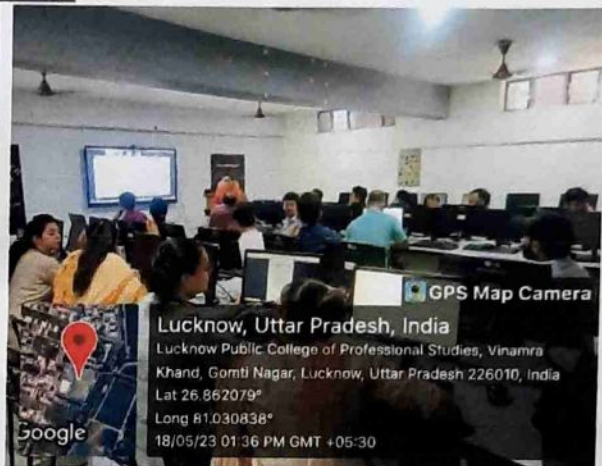 GPS Map Camera
Lucknow, Uttar Pradesh, India
Lucknow Public College of Professional Studies, Vinamra
Khand, Gomti Nagar, Lucknow, Uttar Pradesh 226010, India
Lat 26.862079°
Long 81.030838°
18/05/23 01:36 PM GMT +05:30
Google